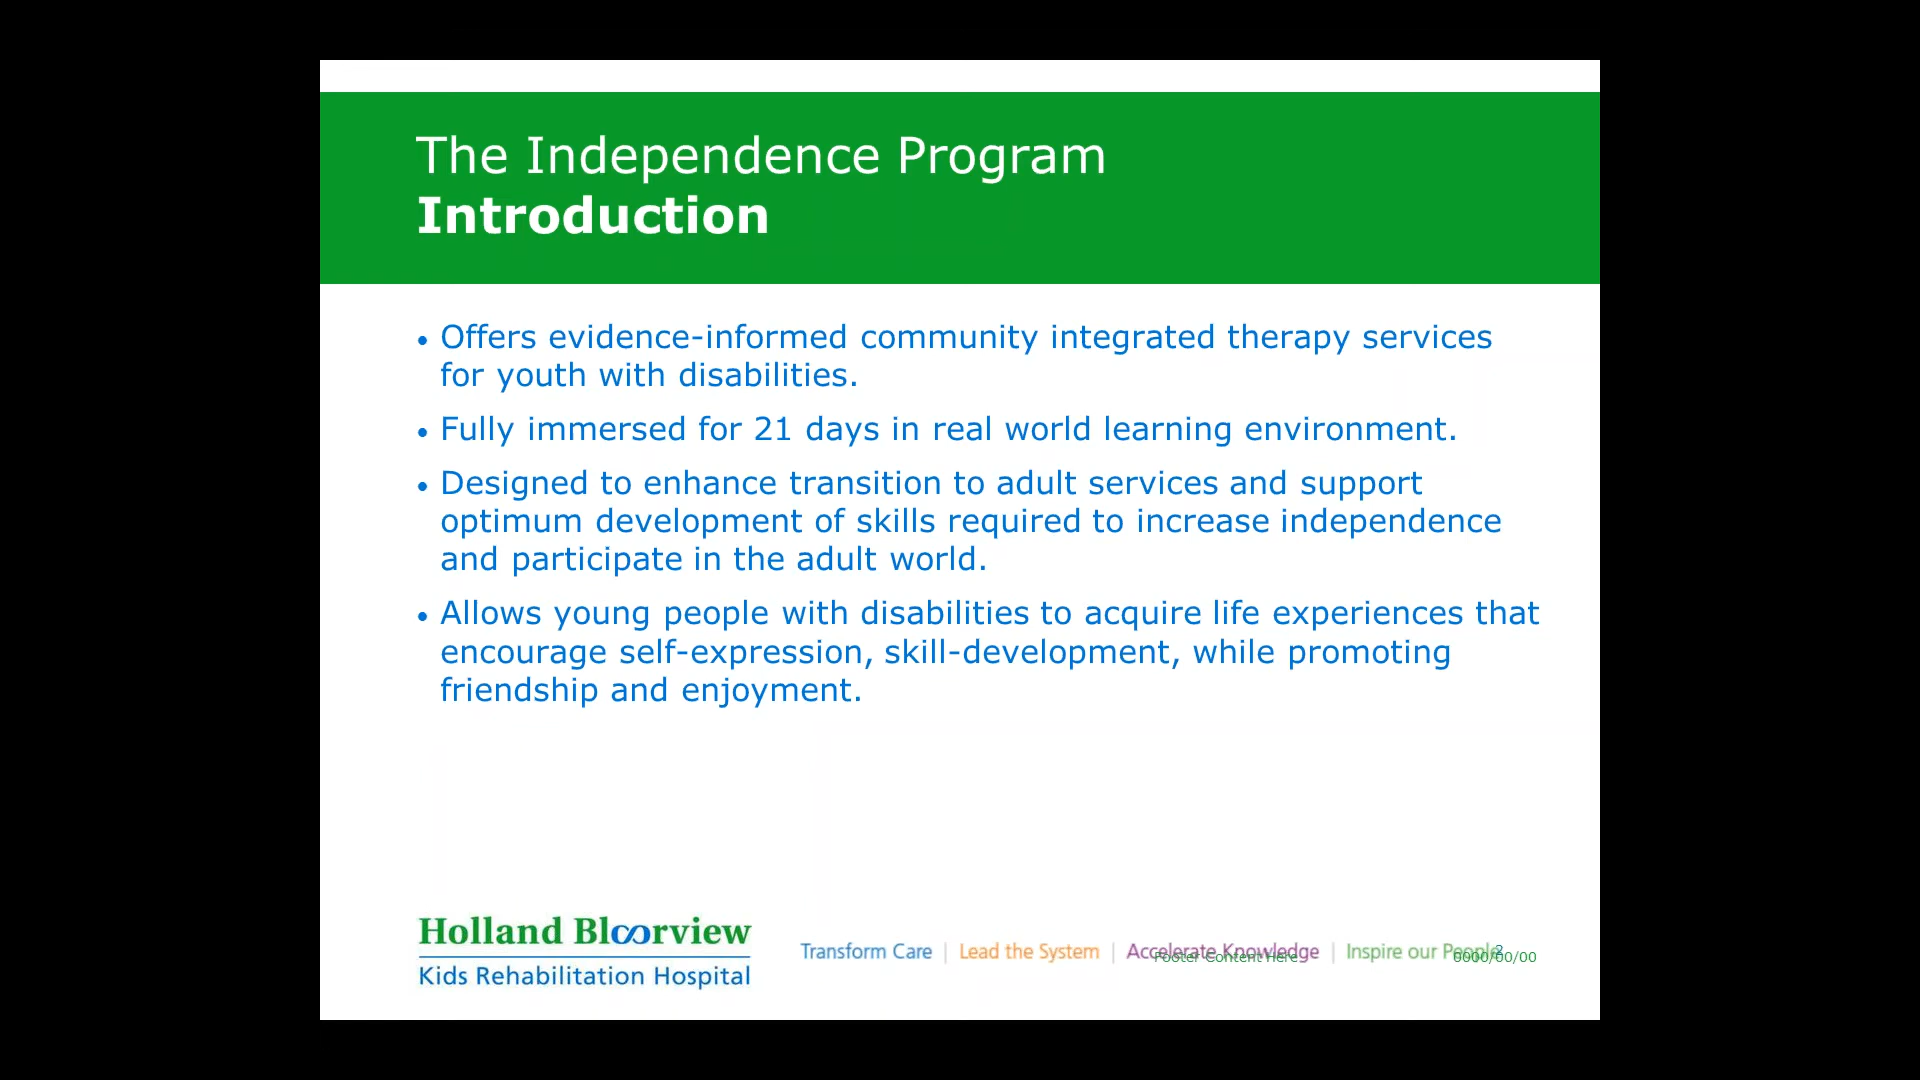 The Independence Program
Introduction
• Offers evidence-informed community integrated therapy services
for youth with disabilities.
• Fully immersed for 21 days in real world learning environment.
• Designed to enhance transition to adult services and support
optimum development of skills required to increase independence
and participate in the adult world.
• Allows young people with disabilities to acquire life experiences that
encourage self-expression, skill-development, while promoting
friendship and enjoyment.
Holland Bloorview
Kids Rehabilitation Hospital
Transform Care | Lead the System | Accelerate Knowledge | Inspire our People
Footer Content Here
2
0000/00/00